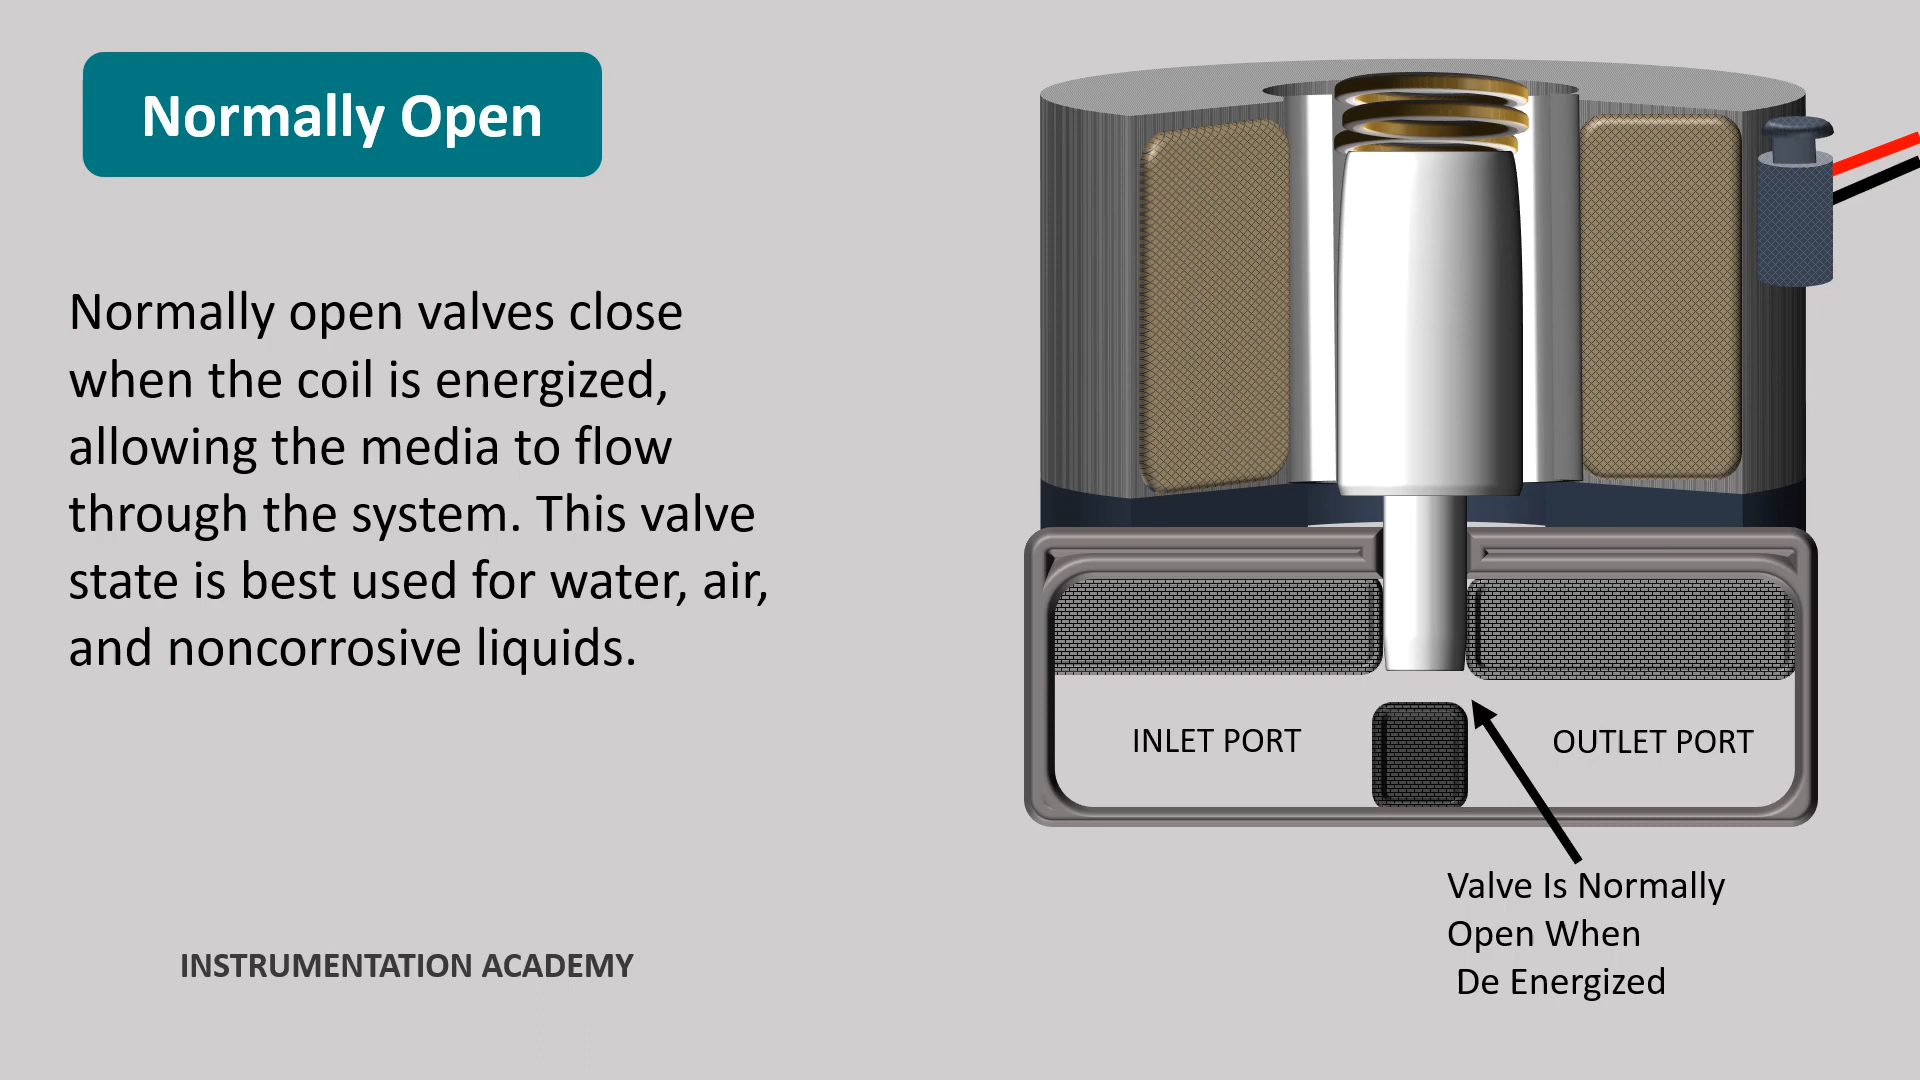 Normally Open
Normally open valves close
when the coil is energized,
allowing the media to flow
through the system. This valve
state is best used for water, air,
and noncorrosive liquids.
INLET PORT
OUTLET PORT
Valve Is Normally
Open When
De Energized
INSTRUMENTATION ACADEMY